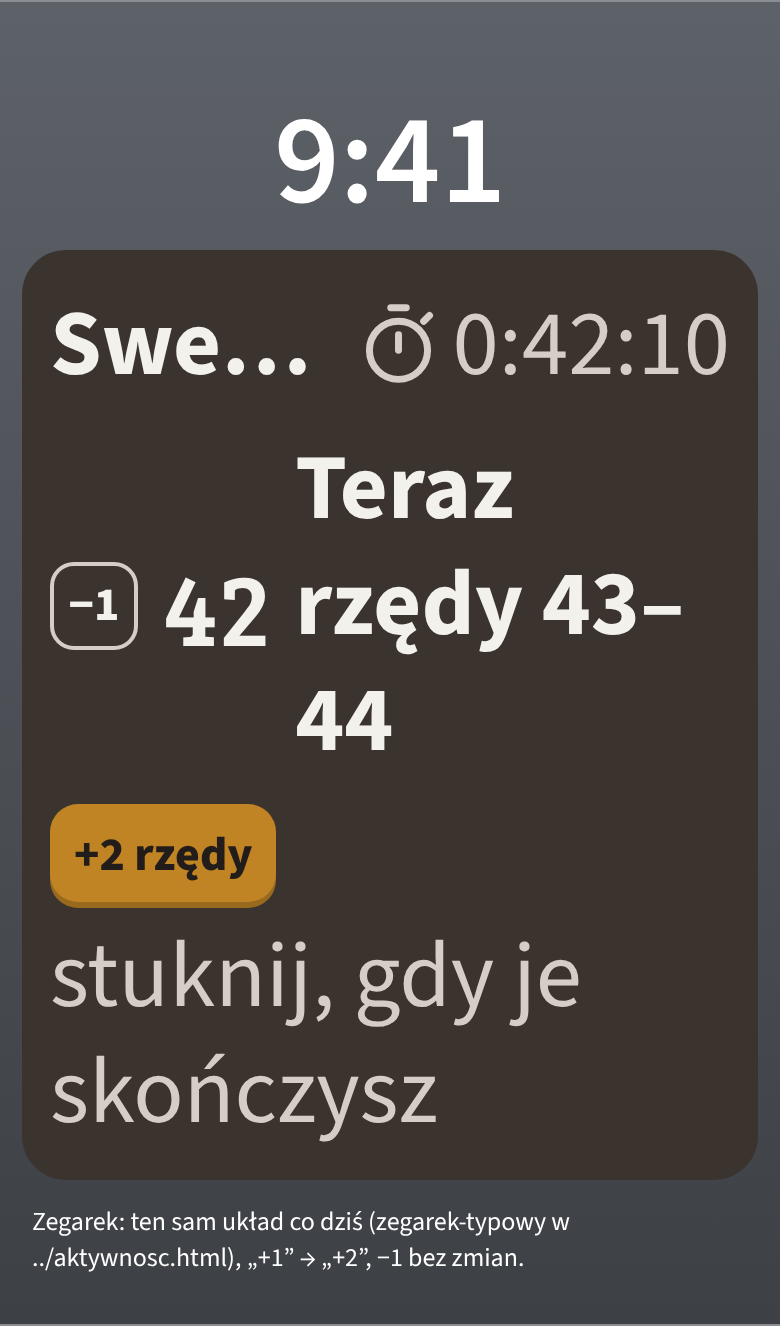 9:41
Swe... 0:42:10
Teraz
−1 42 rzędy 43–
44
+2 rzędy
stuknij, gdy je
skończysz
Zegarek: ten sam układ co dziś (zegarek-typowy w
../aktywnosc.html), „+1” → „+2”, −1 bez zmian.